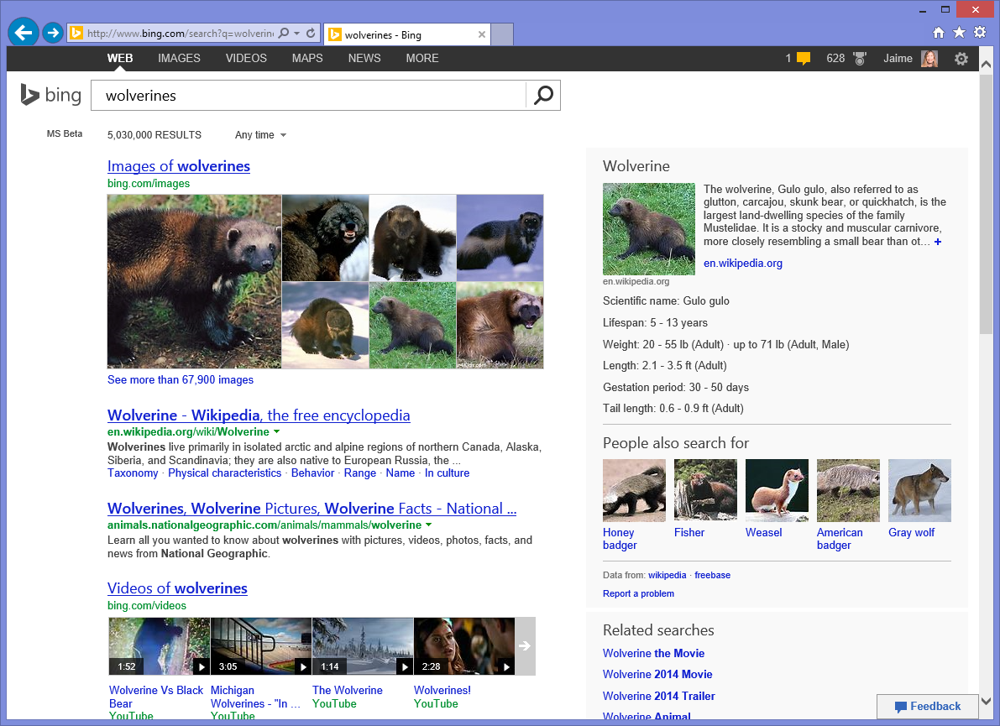 http://www.bing.com/search?q=wolverin
wolverines - Bing
WEB IMAGES VIDEOS MAPS NEWS MORE
1 628 Jaime
bing
wolverines
MS Beta
5,030,000 RESULTS Any time
Images of wolverines
bing.com/images
See more than 67,900 images
Wolverine - Wikipedia, the free encyclopedia
en.wikipedia.org/wiki/Wolverine
Wolverines live primarily in isolated arctic and alpine regions of northern Canada, Alaska,
Siberia, and Scandinavia; they are also native to European Russia, the ...
Taxonomy · Physical characteristics · Behavior · Range · Name · In culture
Wolverines, Wolverine Pictures, Wolverine Facts - National ...
animals.nationalgeographic.com/animals/mammals/wolverine
Learn all you wanted to know about wolverines with pictures, videos, photos, facts, and
news from National Geographic.
Videos of wolverines
bing.com/videos
1:52
3:05
1:14
2:28
Wolverine Vs Black
Bear
YouTube
Michigan
Wolverines - "In ...
YouTube
The Wolverine
YouTube
Wolverines!
YouTube
Wolverine
The wolverine, Gulo gulo, also referred to as
glutton, carcajou, skunk bear, or quickhatch, is the
largest land-dwelling species of the family
Mustelidae. It is a stocky and muscular carnivore,
more closely resembling a small bear than ot... +
en.wikipedia.org
en.wikipedia.org
Scientific name: Gulo gulo
Lifespan: 5 - 13 years
Weight: 20 - 55 lb (Adult) · up to 71 lb (Adult, Male)
Length: 2.1 - 3.5 ft (Adult)
Gestation period: 30 - 50 days
Tail length: 0.6 - 0.9 ft (Adult)
People also search for
Honey
badger
Fisher
Weasel
American
badger
Gray wolf
Data from: wikipedia · freebase
Report a problem
Related searches
Wolverine the Movie
Wolverine 2014 Movie
Wolverine 2014 Trailer
Wolverine Animal
Feedback